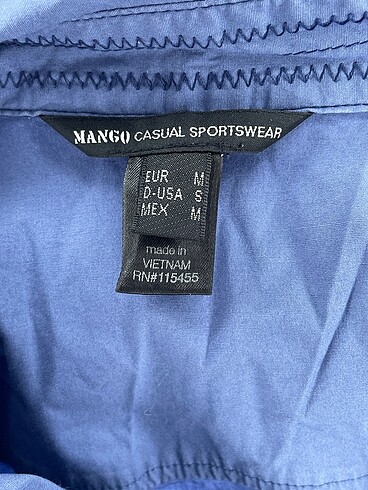 MANGO CASUAL SPORTSWEAR
EUR M
D-USA S
MEX M
made in
VIETNAM
RN#115455